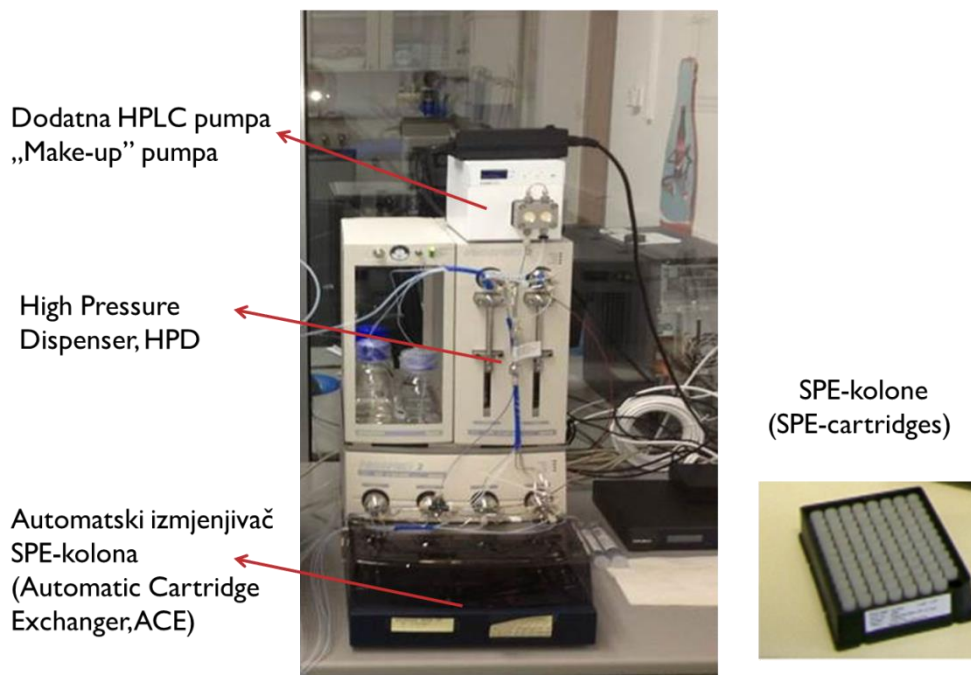 Dodatna HPLC pumpa
„Make-up” pumpa
High Pressure
Dispenser, HPD
Automatski izmjenjivač
SPE-kolona
(Automatic Cartridge
Exchanger, ACE)
SPE-kolone
(SPE-cartridges)